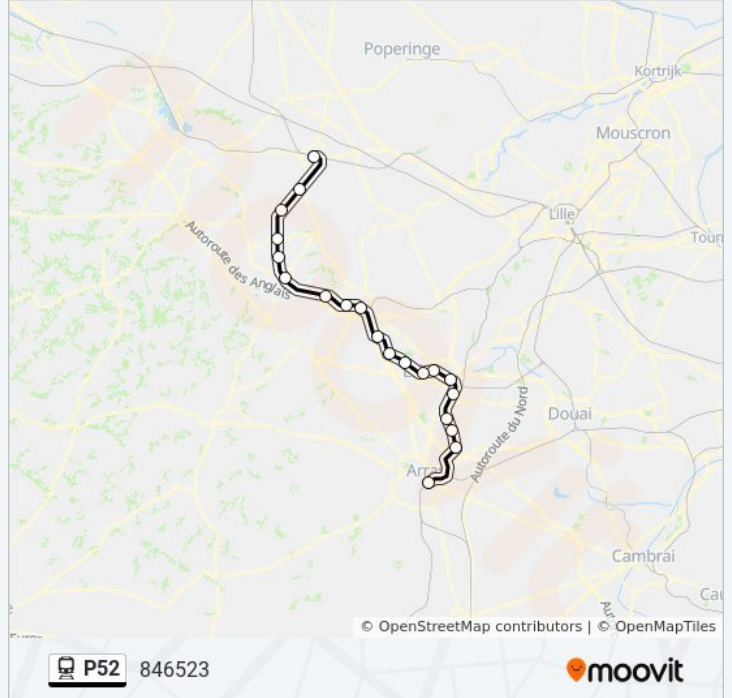 Poperinge
Kortrijk
Mouscron
Lille
Autoroute des Anglais
Autoroute du Nord
Douai
Cambrai
© OpenStreetMap contributors | © OpenMapTiles
P52 846523 moovit